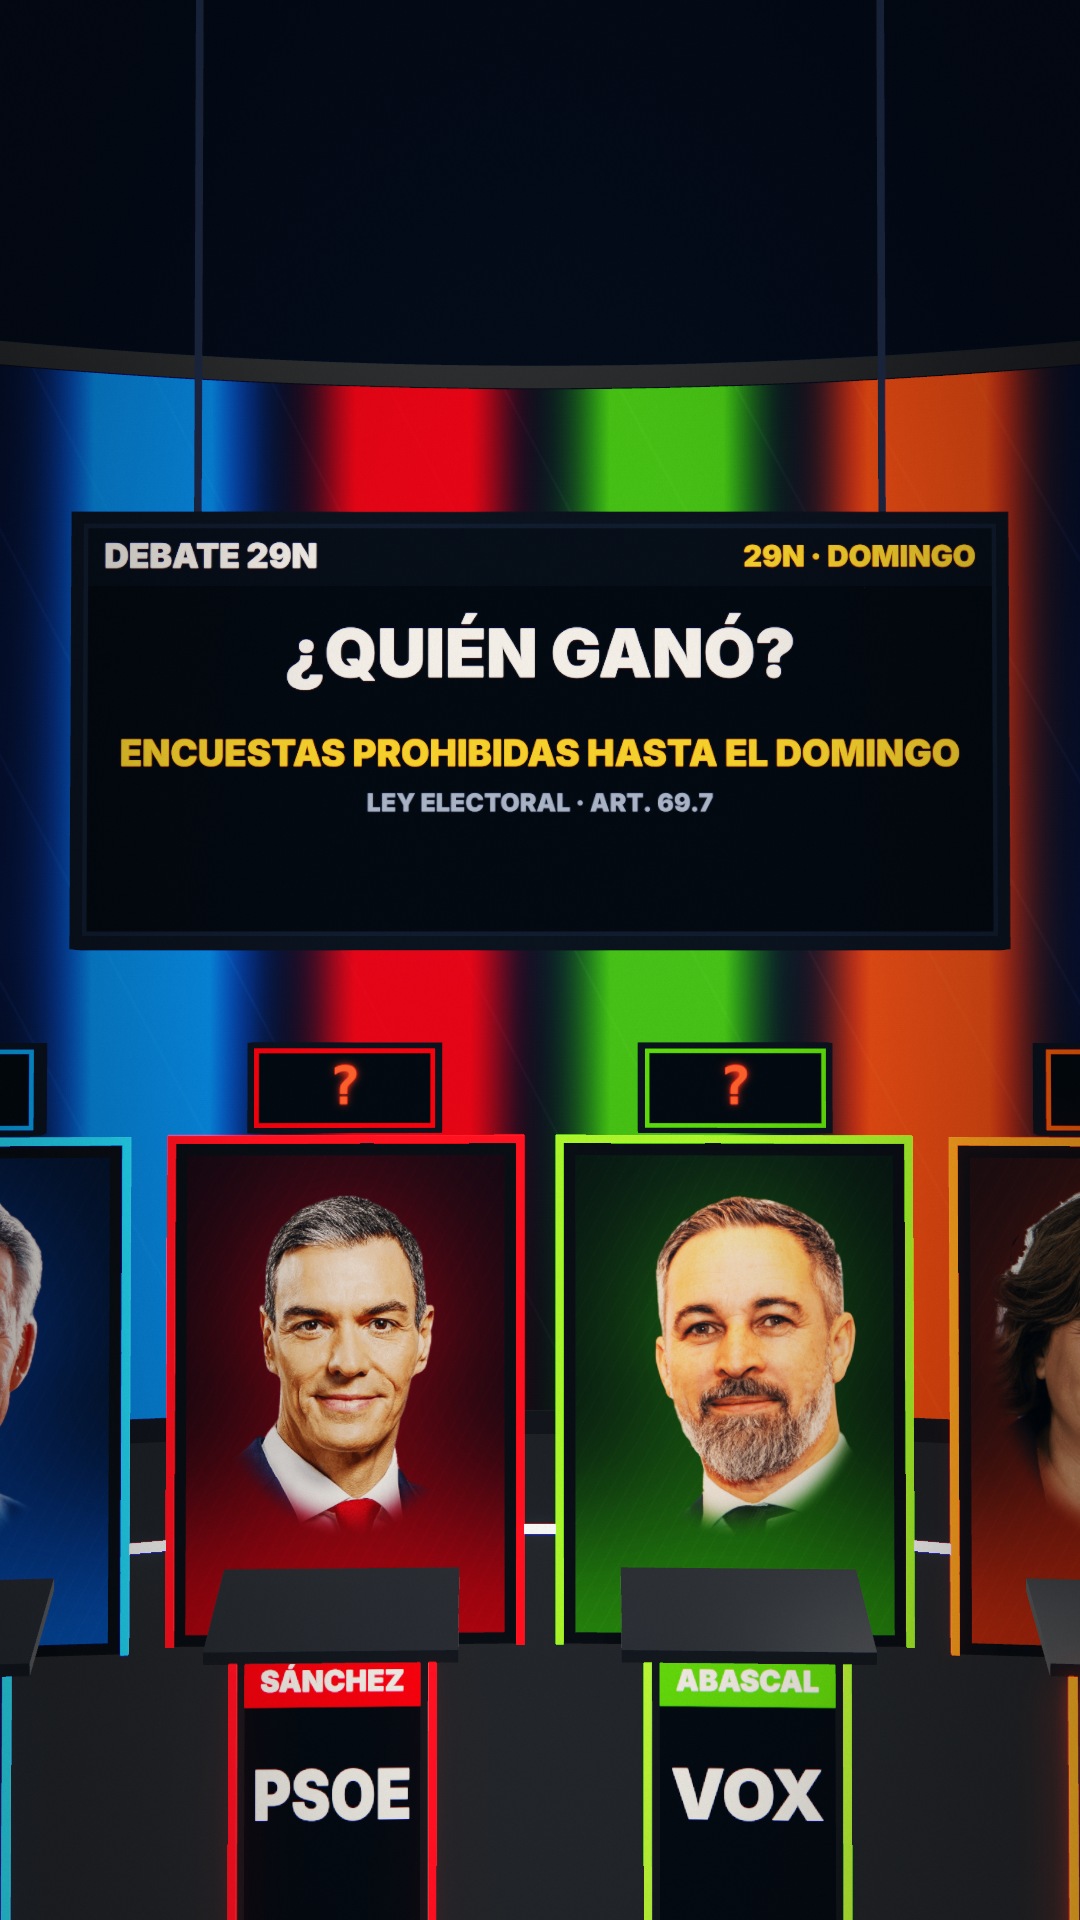 DEBATE 29N
29N · DOMINGO
¿QUIÉN GANÓ?
ENCUESTAS PROHIBIDAS HASTA EL DOMINGO
LEY ELECTORAL · ART. 69.7
?
?
SÁNCHEZ
ABASCAL
PSOE
VOX